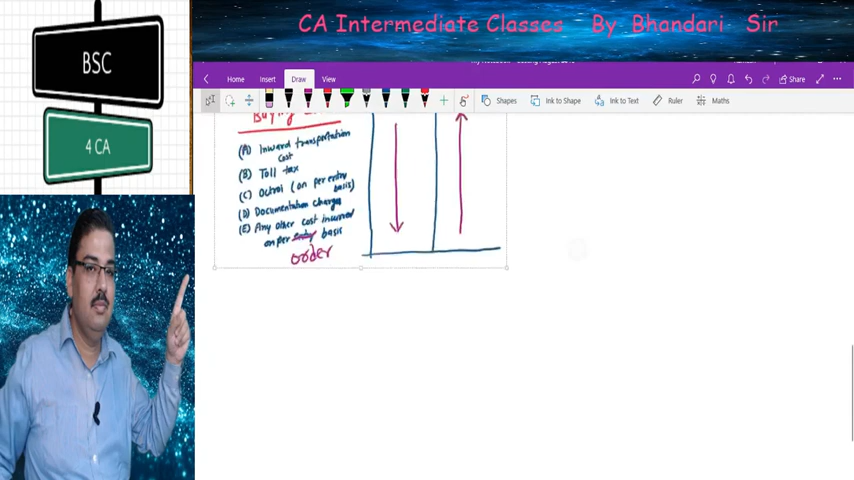 BSC
4 CA
CA Intermediate Classes By Bhandari Sir
Home Insert Draw View
Share
Shapes Ink to Shape Ink to Text Ruler Maths
Buying
(A) Inward transportation
cost
(B) Toll tax
(C) Octroi (on per entry
basis)
(D) Documentation charges
(E) Any other cost incurred
on per entry basis
order